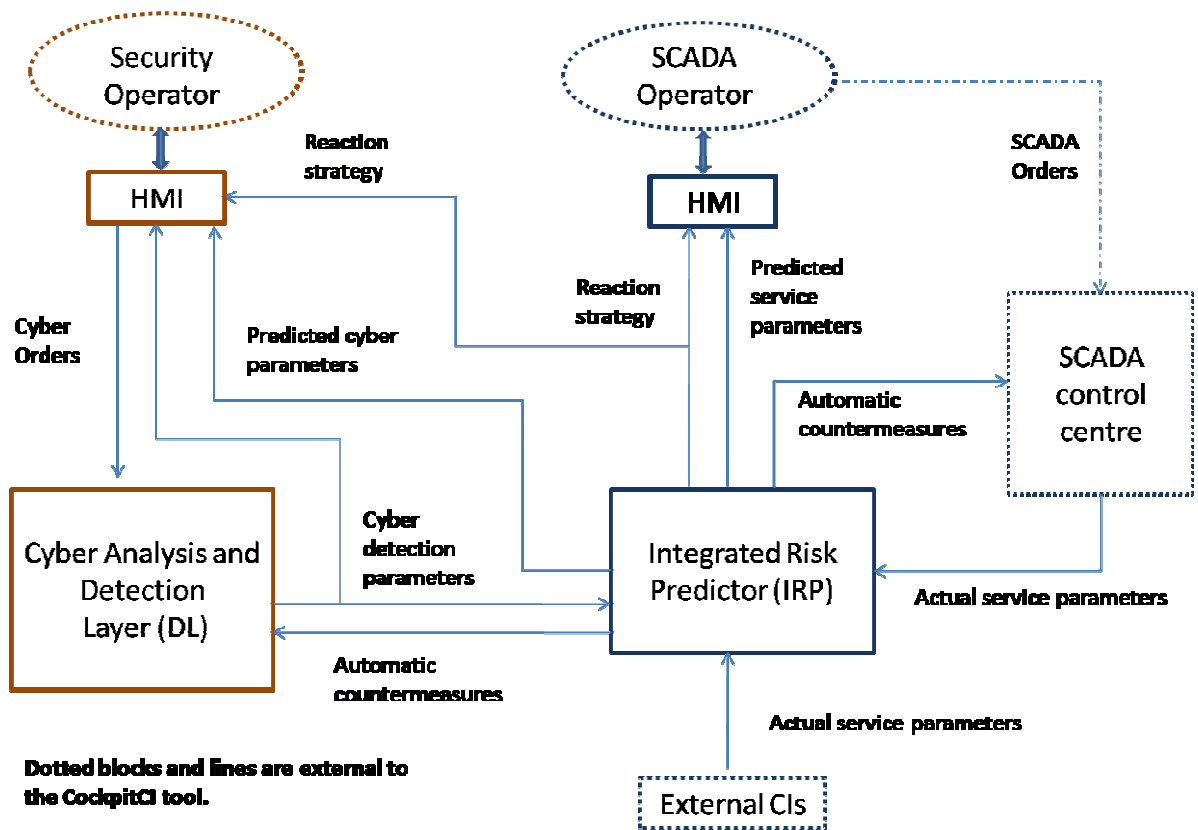 Security
Operator
SCADA
Operator
Reaction
strategy
SCADA
Orders
HMI
HMI
Predicted
service
parameters
Reaction
strategy
Cyber
Orders
Predicted cyber
parameters
SCADA
control
centre
Automatic
countermeasures
Cyber
detection
parameters
Cyber Analysis and
Detection
Layer (DL)
Integrated Risk
Predictor (IRP)
Actual service parameters
Automatic
countermeasures
Actual service parameters
Dotted blocks and lines are external to
the CockpitCI tool.
External CIs